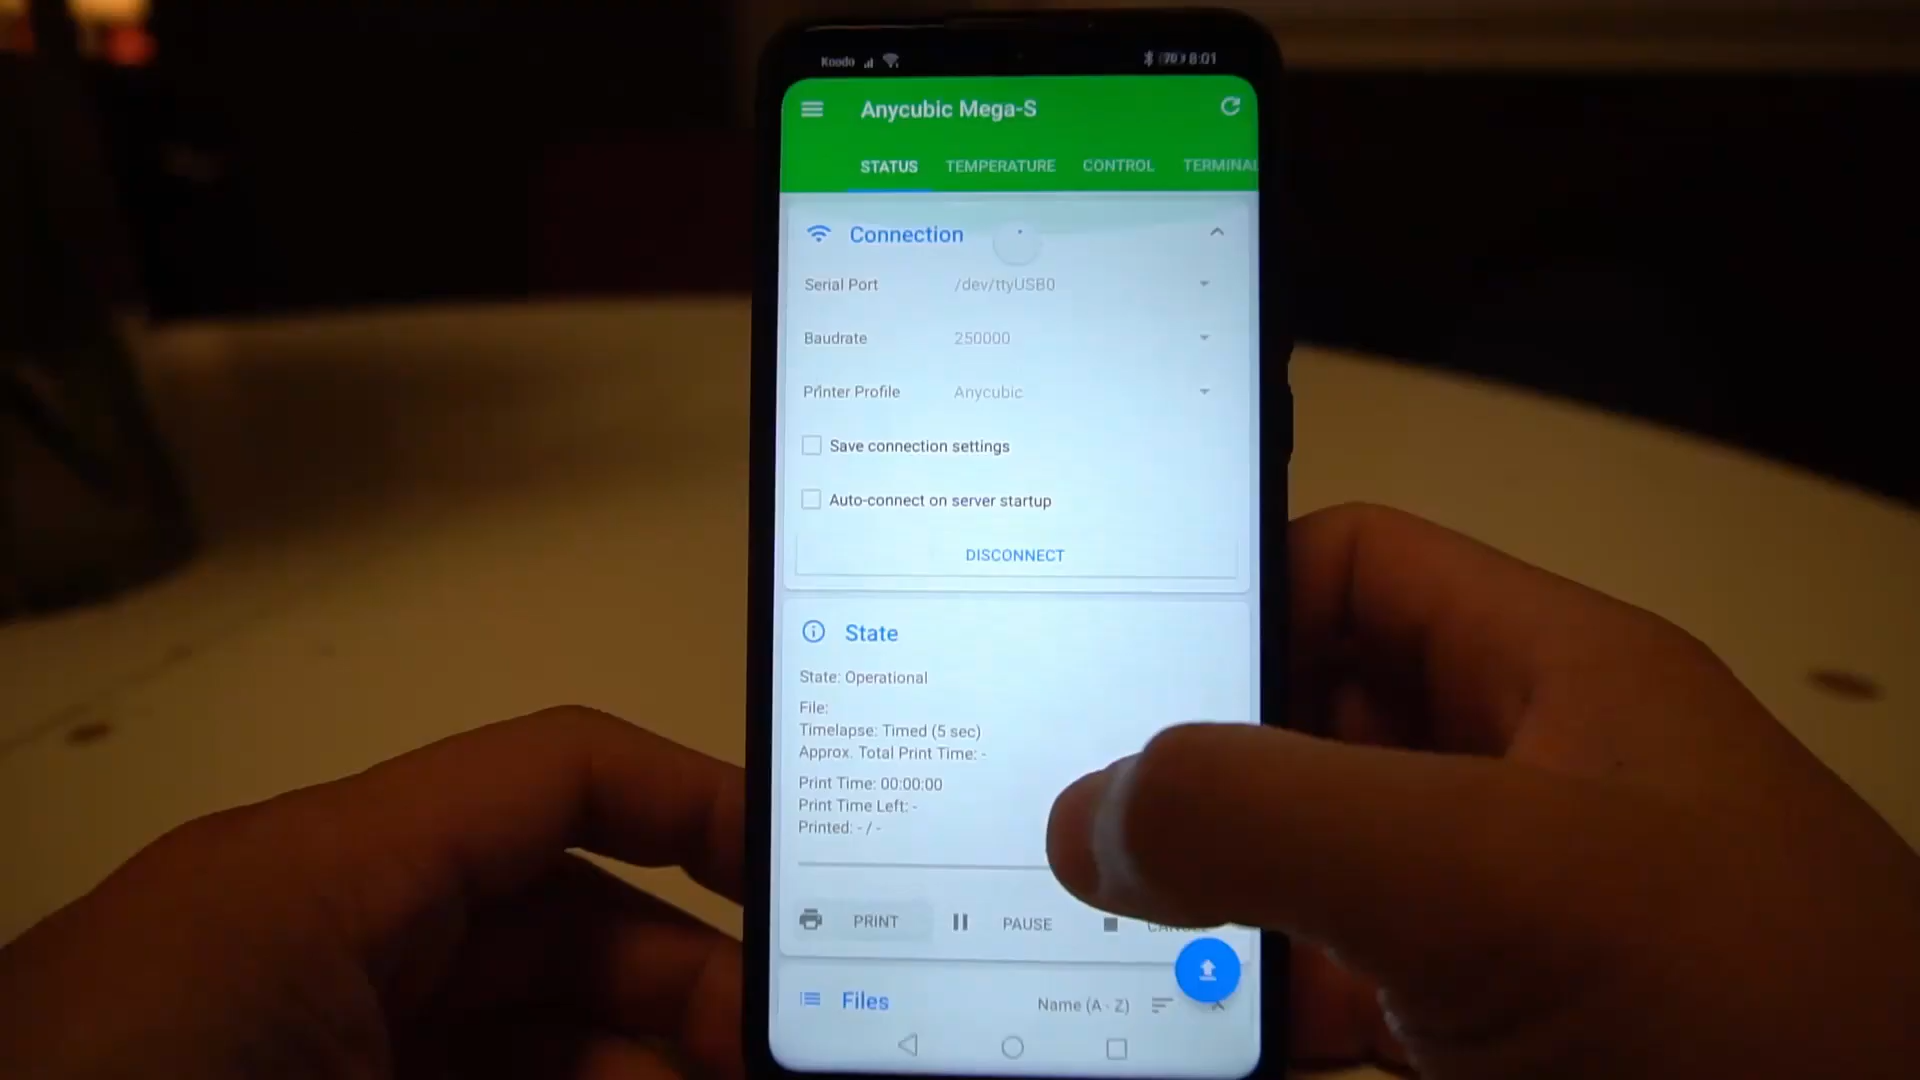 Koodo 70 8:01
Anycubic Mega-S
STATUS TEMPERATURE CONTROL TERMINAL
Connection
Serial Port /dev/ttyUSB0
Baudrate 250000
Printer Profile Anycubic
Save connection settings
Auto-connect on server startup
DISCONNECT
State
State: Operational
File:
Timelapse: Timed (5 sec)
Approx. Total Print Time: -
Print Time: 00:00:00
Print Time Left: -
Printed: - / -
PRINT PAUSE CANCEL
Files Name (A - Z)